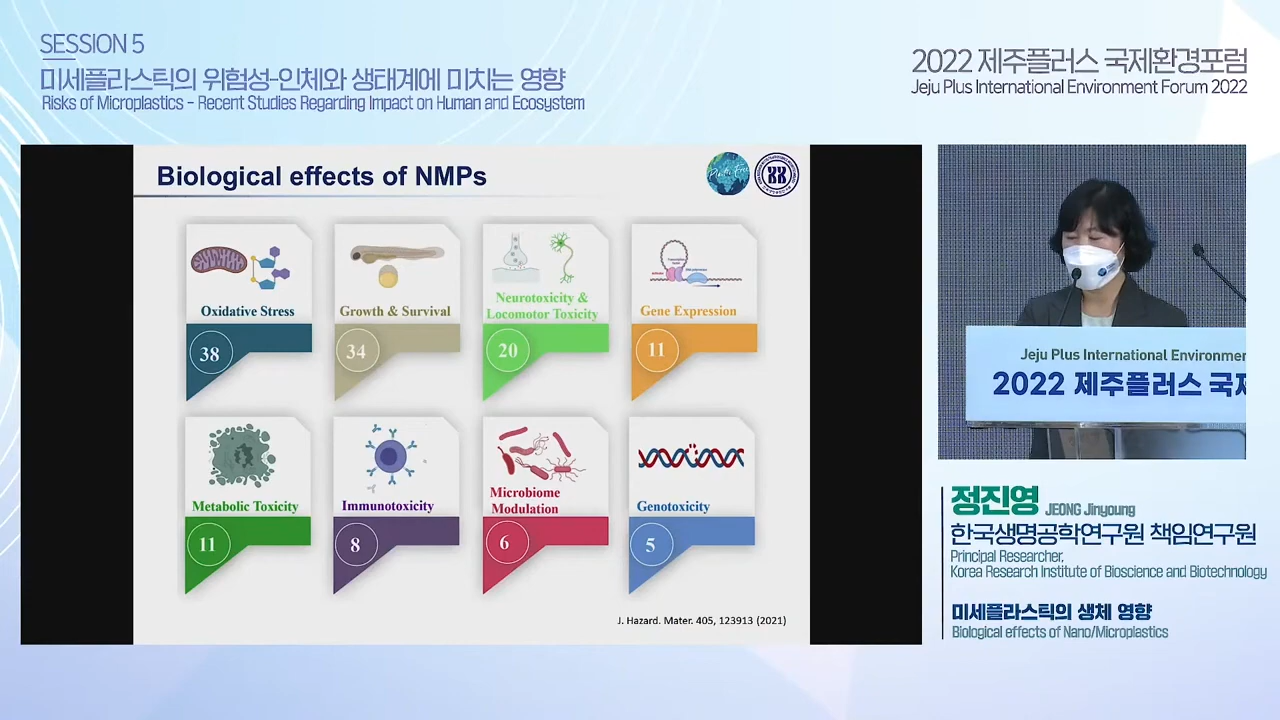 SESSION 5
미세플라스틱의 위험성-인체와 생태계에 미치는 영향
Risks of Microplastics - Recent Studies Regarding Impact on Human and Ecosystem
2022 제주플러스 국제환경포럼
Jeju Plus International Environment Forum 2022
Biological effects of NMPs
Oxidative Stress
38
Growth & Survival
34
Neurotoxicity &
Locomotor Toxicity
20
Gene Expression
11
Metabolic Toxicity
11
Immunotoxicity
8
Microbiome
Modulation
6
Genotoxicity
5
J. Hazard. Mater. 405, 123913 (2021)
Jeju Plus International Environmen
2022 제주플러스 국제
정진영 JEONG Jinyoung
한국생명공학연구원 책임연구원
Principal Researcher,
Korea Research Institute of Bioscience and Biotechnology
미세플라스틱의 생체 영향
Biological effects of Nano/Microplastics